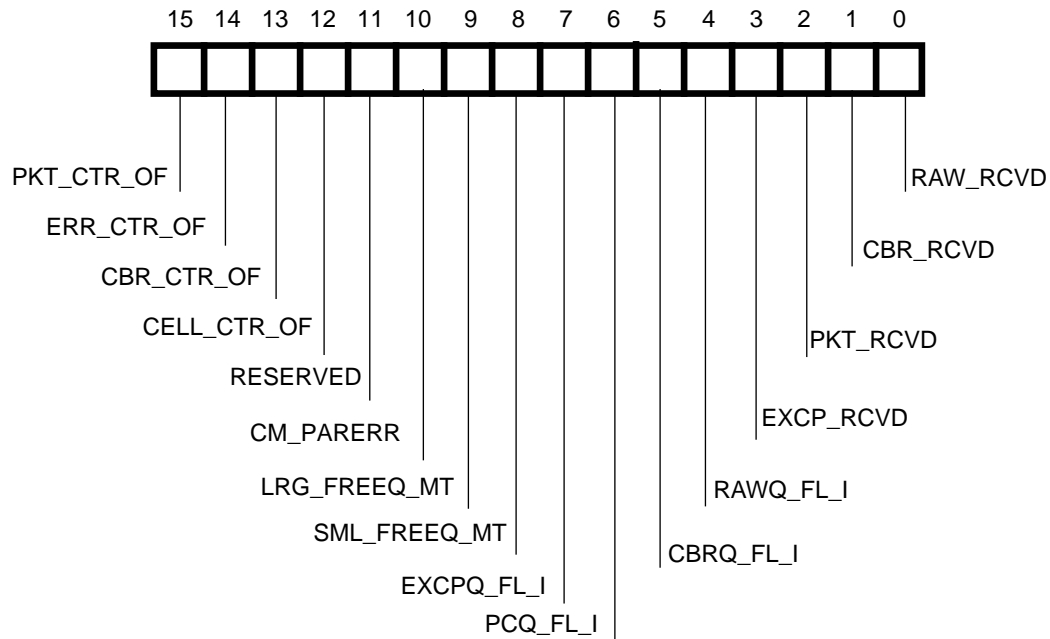 15 14 13 12 11 10 9 8 7 6 5 4 3 2 1 0
PKT_CTR_OF
RAW_RCVD
ERR_CTR_OF
CBR_RCVD
CBR_CTR_OF
CELL_CTR_OF
PKT_RCVD
RESERVED
EXCP_RCVD
CM_PARERR
LRG_FREEQ_MT
RAWQ_FL_I
SML_FREEQ_MT
CBRQ_FL_I
EXCPQ_FL_I
PCQ_FL_I